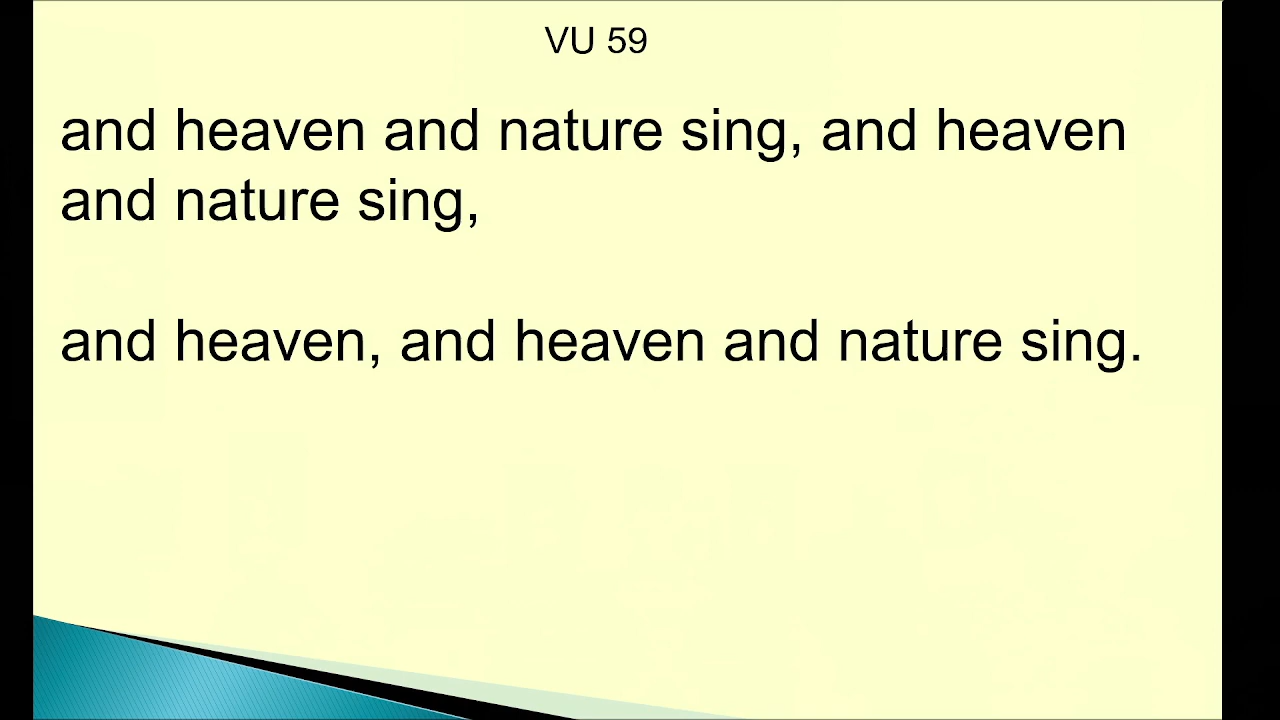 VU 59
and heaven and nature sing, and heaven
and nature sing,
and heaven, and heaven and nature sing.